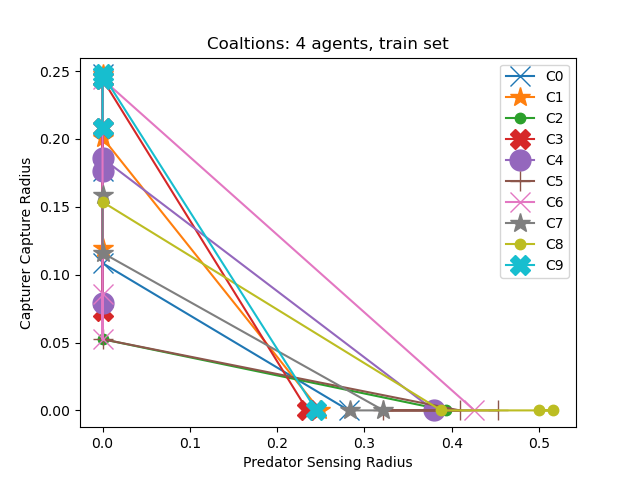 Coaltions: 4 agents, train set
0.25
0.20
0.15
0.10
0.05
0.00
Capturer Capture Radius
C0
C1
C2
C3
C4
C5
C6
C7
C8
C9
0.0 0.1 0.2 0.3 0.4 0.5
Predator Sensing Radius